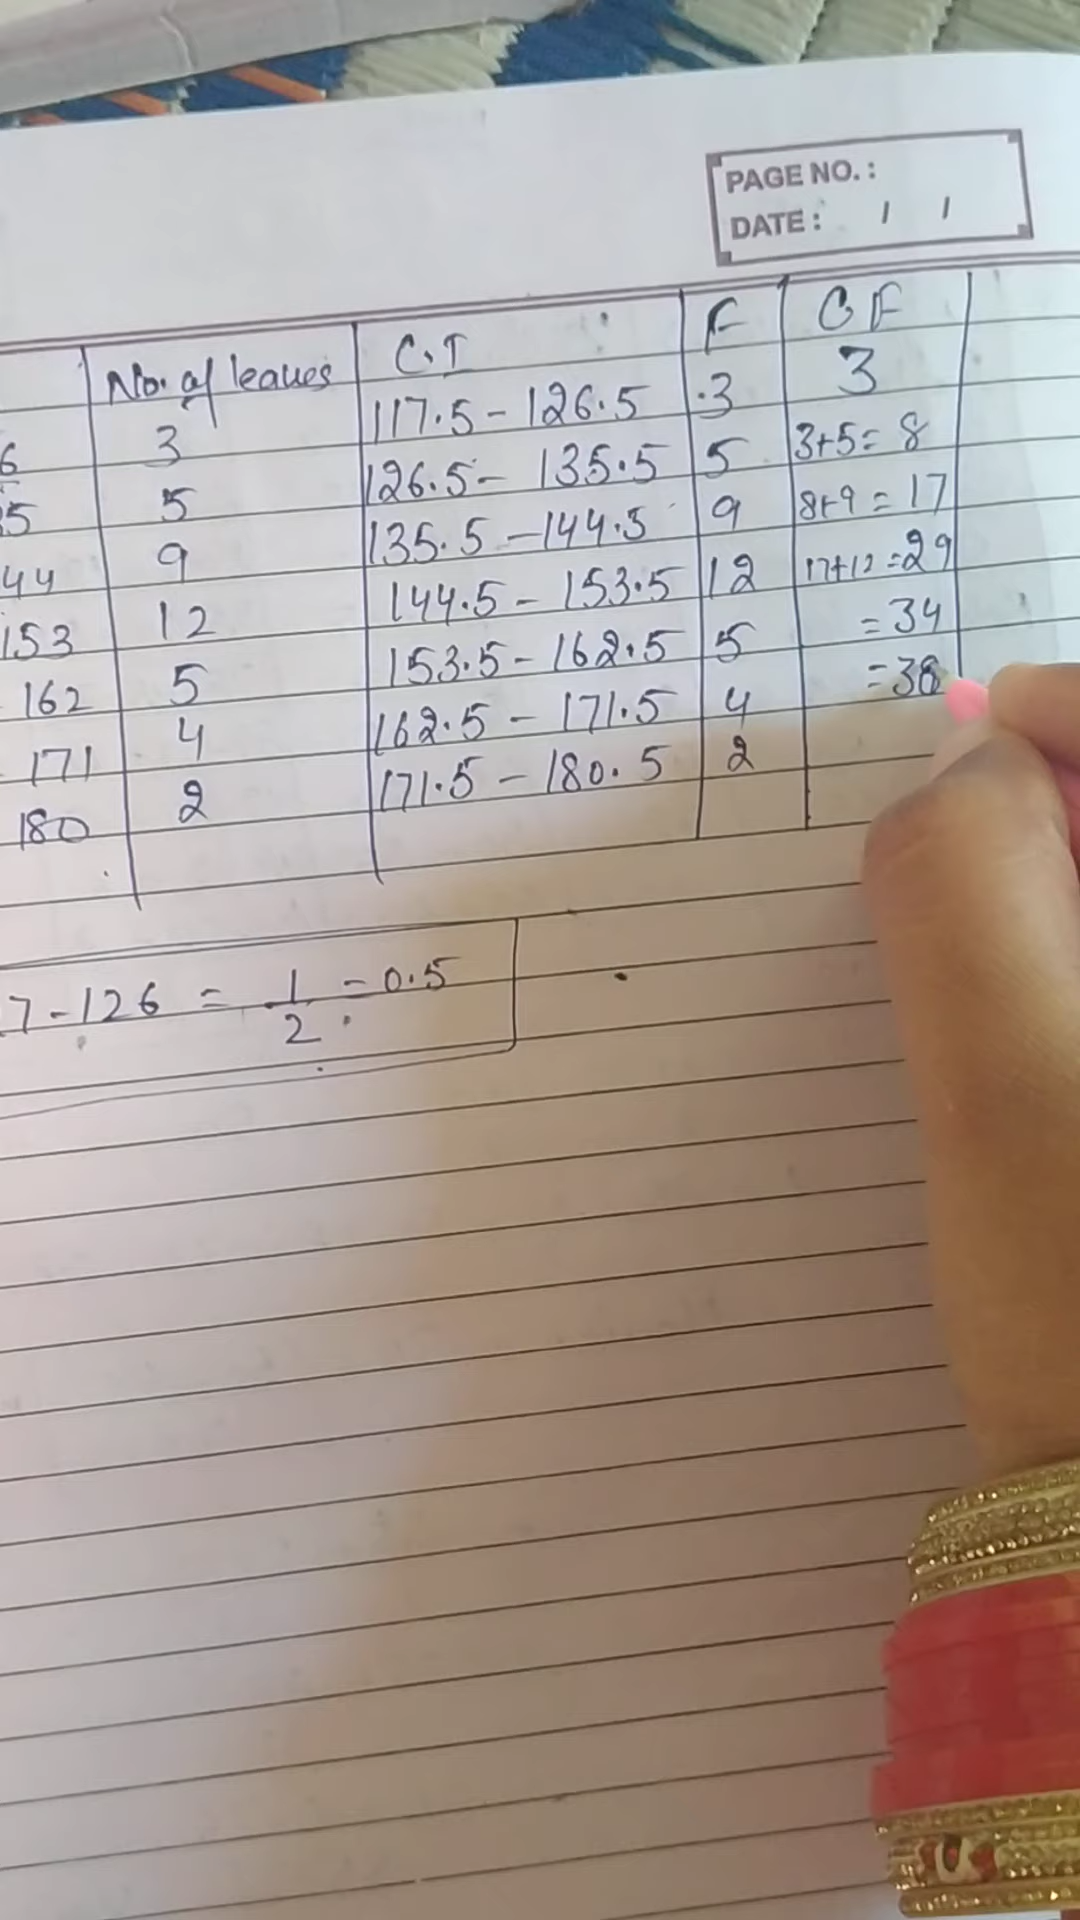 PAGE NO. :
DATE : / /
No. of leaves C.I F CF
6 3 117.5 - 126.5 3 3
35 5 126.5 - 135.5 5 3+5= 8
44 9 135.5 - 144.5 9 8+9 = 17
153 12 144.5 - 153.5 12 17+12 = 29
162 5 153.5 - 162.5 5 = 34
171 4 162.5 - 171.5 4 = 38
180 2 171.5 - 180.5 2
7 - 126 = 1/2 = 0.5